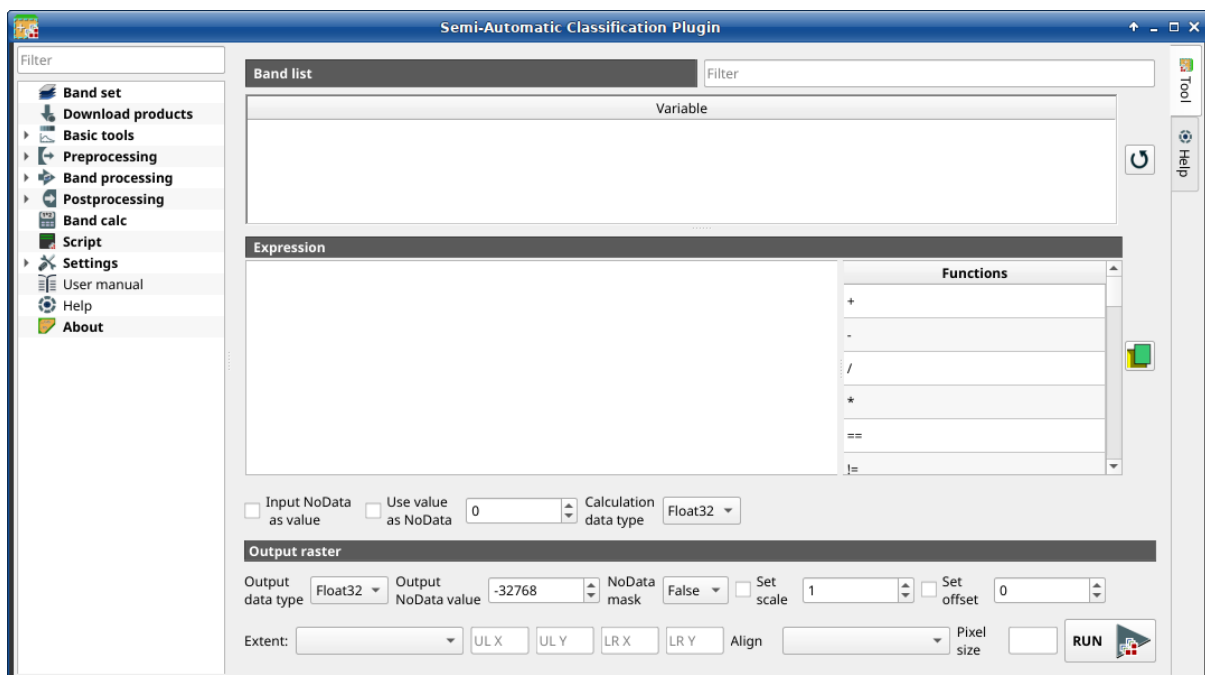 Semi-Automatic Classification Plugin
Filter
Band set
Download products
Basic tools
Preprocessing
Band processing
Postprocessing
Band calc
Script
Settings
User manual
Help
About
Band list
Filter
Variable
Expression
Functions
+
-
/
*
==
!=
Input NoData
as value
Use value
as NoData
0
Calculation
data type
Float32
Output raster
Output
data type
Float32
Output
NoData value
-32768
NoData
mask
False
Set
scale
1
Set
offset
0
Extent:
UL X
UL Y
LR X
LR Y
Align
Pixel
size
RUN
Tool
Help